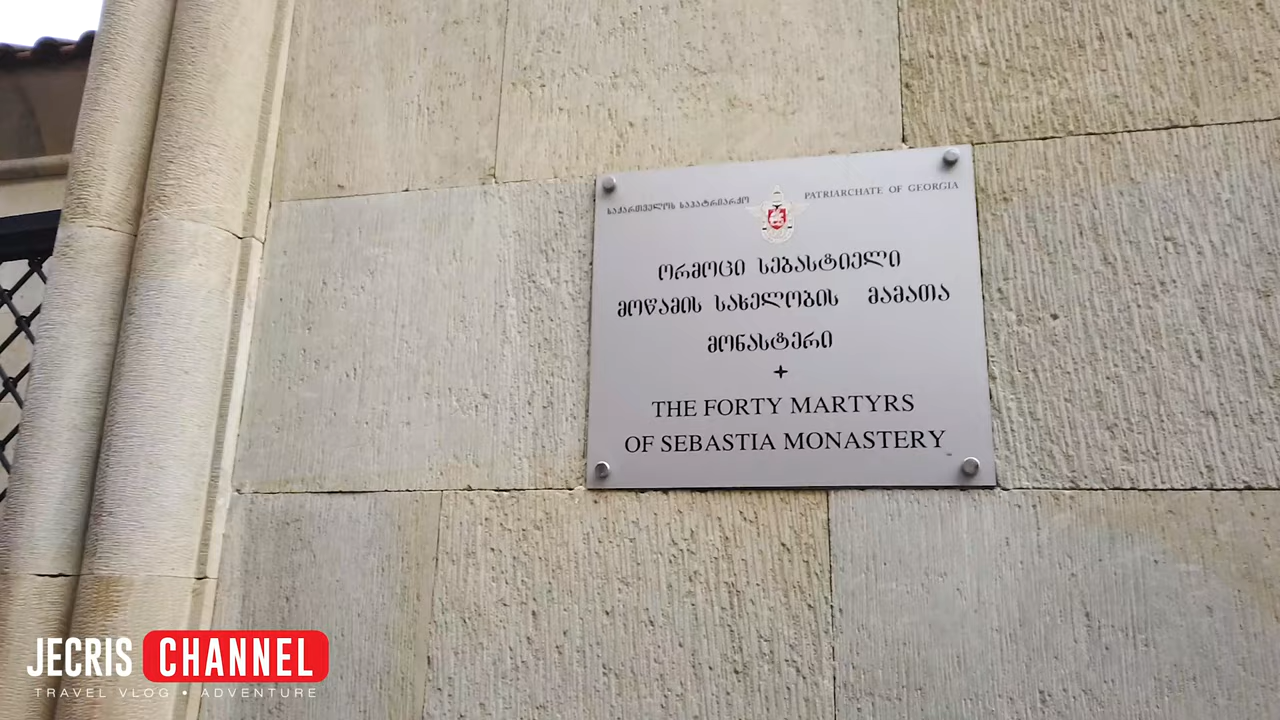 საქართველოს საპატრიარქო
PATRIARCHATE OF GEORGIA
ორმოცი სებასტიელი
მოწამის სახელობის მამათა
მონასტერი
THE FORTY MARTYRS
OF SEBASTIA MONASTERY
JECRIS CHANNEL
TRAVEL VLOG • ADVENTURE